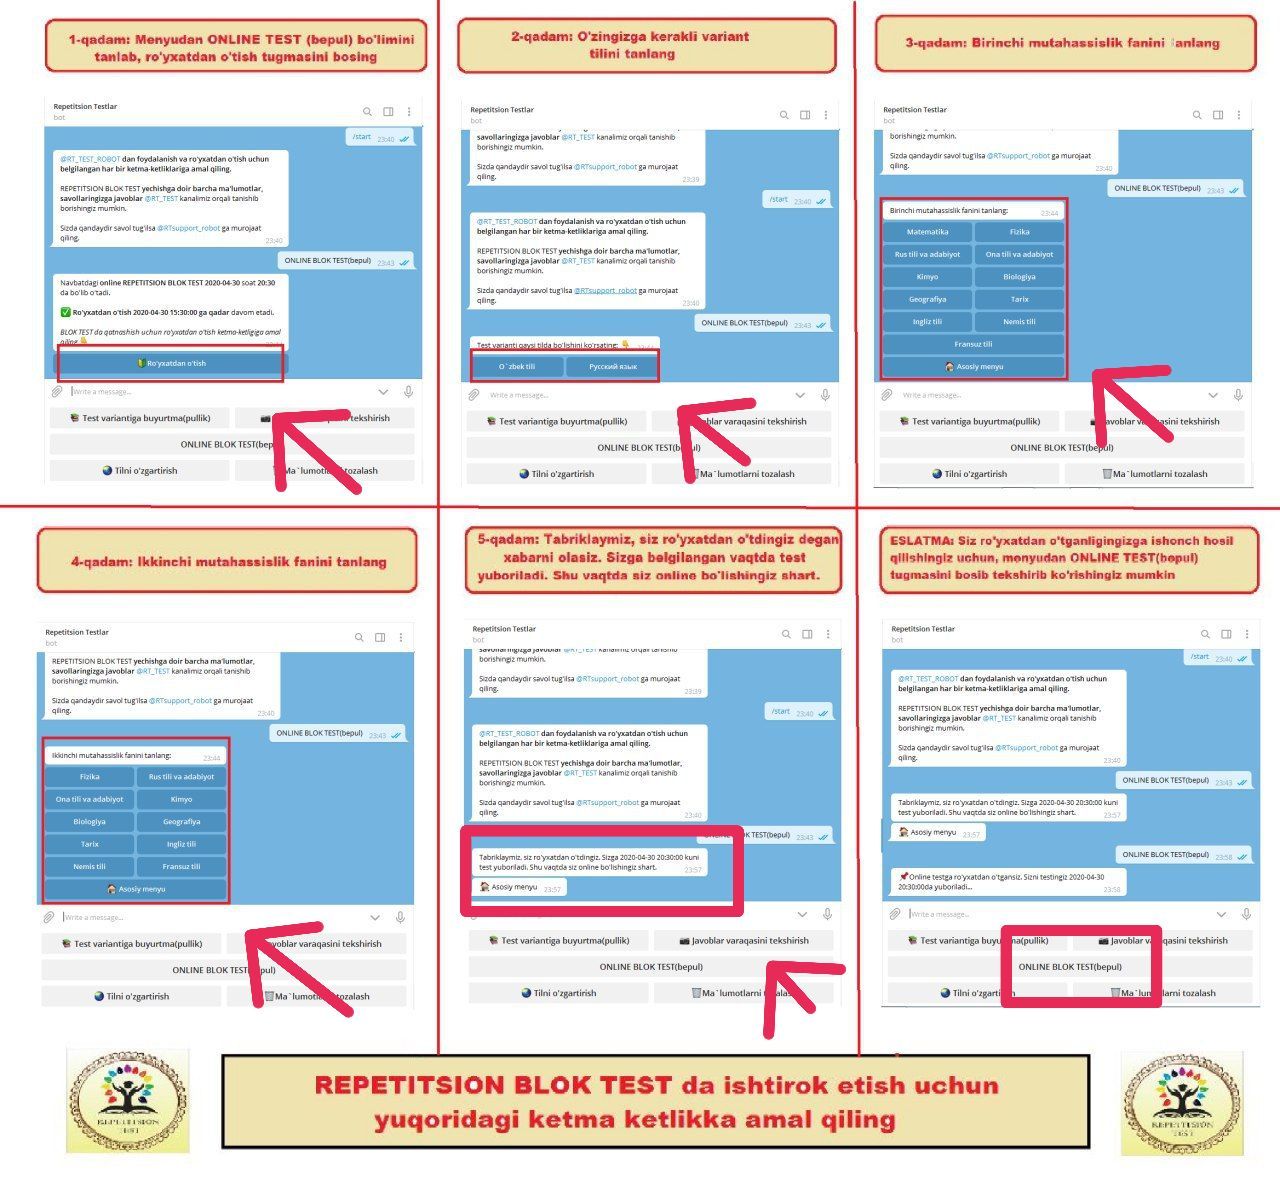 1-qadam: Menyudan ONLINE TEST (bepul) bo'limini
tanlab, ro'yxatdan o'tish tugmasini bosing
Repetitsion Testlar
bot
/start 23:40
@RT_TEST_ROBOT dan foydalanish va ro'yxatdan o'tish uchun
belgilangan har bir ketma-ketliklariga amal qiling.
REPETITSION BLOK TEST yechishga doir barcha ma'lumotlar,
savollaringizga javoblar @RT_TEST kanalimiz orqali tanishib
borishingiz mumkin.
Sizda qandaydir savol tug'ilsa @RTsupport_robot ga murojaat
qiling. 23:40
ONLINE BLOK TEST(bepul) 23:43
Navbatdagi online REPETITSION BLOK TEST 2020-04-30 soat 20:30
da bo'lib o'tadi.
Ro'yxatdan o'tish 2020-04-30 15:30:00 ga qadar davom etadi.
BLOK TEST da qatnashish uchun ro'yxatdan o'tish ketma-ketligiga amal
qiling
Ro'yxatdan o'tish
Write a message...
Test variantiga buyurtma(pullik)
tekshirish
ONLINE BLOK TEST(bep
Tilni o'zgartirish
Ma`lumotlarni tozalash
2-qadam: O'zingizga kerakli variant
tilini tanlang
Repetitsion Testlar
bot
savollaringizga javoblar @RT_TEST kanalimiz orqali tanishib
borishingiz mumkin.
Sizda qandaydir savol tug'ilsa @RTsupport_robot ga murojaat
qiling. 23:39
/start 23:40
@RT_TEST_ROBOT dan foydalanish va ro'yxatdan o'tish uchun
belgilangan har bir ketma-ketliklariga amal qiling.
REPETITSION BLOK TEST yechishga doir barcha ma'lumotlar,
savollaringizga javoblar @RT_TEST kanalimiz orqali tanishib
borishingiz mumkin.
Sizda qandaydir savol tug'ilsa @RTsupport_robot ga murojaat
qiling. 23:40
ONLINE BLOK TEST(bepul) 23:43
Test varianti qaysi tilda bo'lishini ko'rsating: 23:44
O`zbek tili Русский язык
Write a message...
Test variantiga buyurtma(pullik)
blar varaqasini tekshirish
ONLINE BLOK TEST(bepul)
Tilni o'zgartirish
Ma`lumotlarni tozalash
3-qadam: Birinchi mutahassislik fanini tanlang
Repetitsion Testlar
bot
savollaringizga javoblar @RT_TEST kanalimiz orqali tanishib
borishingiz mumkin.
Sizda qandaydir savol tug'ilsa @RTsupport_robot ga murojaat
qiling. 23:40
ONLINE BLOK TEST(bepul) 23:43
Birinchi mutahassislik fanini tanlang: 23:44
Matematika Fizika
Rus tili va adabiyot Ona tili va adabiyot
Kimyo Biologiya
Geografiya Tarix
Ingliz tili Nemis tili
Fransuz tili
Asosiy menyu
Write a message...
Test variantiga buyurtma(pullik)
avoblar varaqasini tekshirish
ONLINE BLOK TEST(bepul)
Tilni o'zgartirish
Ma`lumotlarni tozalash
4-qadam: Ikkinchi mutahassislik fanini tanlang
Repetitsion Testlar
bot
REPETITSION BLOK TEST yechishga doir barcha ma'lumotlar,
savollaringizga javoblar @RT_TEST kanalimiz orqali tanishib
borishingiz mumkin.
Sizda qandaydir savol tug'ilsa @RTsupport_robot ga murojaat
qiling. 23:40
ONLINE BLOK TEST(bepul) 23:43
Ikkinchi mutahassislik fanini tanlang: 23:44
Fizika Rus tili va adabiyot
Ona tili va adabiyot Kimyo
Biologiya Geografiya
Tarix Ingliz tili
Nemis tili Fransuz tili
Asosiy menyu
Write a message...
Test variantiga buyurtma(pullik)
avoblar varaqasini tekshirish
ONLINE BLOK TEST(bepul)
Tilni o'zgartirish
Ma`lumotlarni tozalash
5-qadam: Tabriklaymiz, siz ro'yxatdan o'tdingiz degan
xabarni olasiz. Sizga belgilangan vaqtda test
yuboriladi. Shu vaqtda siz online bo'lishingiz shart.
Repetitsion Testlar
bot
savollaringizga javoblar @RT_TEST kanalimiz orqali tanishib
borishingiz mumkin.
Sizda qandaydir savol tug'ilsa @RTsupport_robot ga murojaat
qiling. 23:39
/start 23:40
@RT_TEST_ROBOT dan foydalanish va ro'yxatdan o'tish uchun
belgilangan har bir ketma-ketliklariga amal qiling.
REPETITSION BLOK TEST yechishga doir barcha ma'lumotlar,
savollaringizga javoblar @RT_TEST kanalimiz orqali tanishib
borishingiz mumkin.
Sizda qandaydir savol tug'ilsa @RTsupport_robot ga murojaat
qiling. 23:40
ONLINE BLOK TEST(bepul) 23:43
Tabriklaymiz, siz ro'yxatdan o'tdingiz. Sizga 2020-04-30 20:30:00 kuni
test yuboriladi. Shu vaqtda siz online bo'lishingiz shart. 23:57
Asosiy menyu 23:57
Test variantiga buyurtma(pullik)
Javoblar varaqasini tekshirish
ONLINE BLOK TEST(bepul)
Tilni o'zgartirish
Ma`lumotlarni tozalash
ESLATMA: Siz ro'yxatdan o'tganligingizga ishonch hosil
qilishingiz uchun, menyudan ONLINE TEST(bepul)
tugmasini bosib tekshirib ko'rishingiz mumkin
Repetitsion Testlar
bot
/start 23:40
@RT_TEST_ROBOT dan foydalanish va ro'yxatdan o'tish uchun
belgilangan har bir ketma-ketliklariga amal qiling.
REPETITSION BLOK TEST yechishga doir barcha ma'lumotlar,
savollaringizga javoblar @RT_TEST kanalimiz orqali tanishib
borishingiz mumkin.
Sizda qandaydir savol tug'ilsa @RTsupport_robot ga murojaat
qiling. 23:40
ONLINE BLOK TEST(bepul) 23:43
Tabriklaymiz, siz ro'yxatdan o'tdingiz. Sizga 2020-04-30 20:30:00 kuni
test yuboriladi. Shu vaqtda siz online bo'lishingiz shart. 23:57
Asosiy menyu 23:57
ONLINE BLOK TEST(bepul) 23:58
Online testga ro'yxatdan o'tgansiz. Sizni testingiz 2020-04-30
20:30:00da yuboriladi... 23:58
Write a message...
Test variantiga buyurtma(pullik)
Javoblar varaqasini tekshirish
ONLINE BLOK TEST(bepul)
Tilni o'zgartirish
Ma`lumotlarni tozalash
REPETITSION
TEST
REPETITSION BLOK TEST da ishtirok etish uchun
yuqoridagi ketma ketlikka amal qiling
REPETITSION
TEST